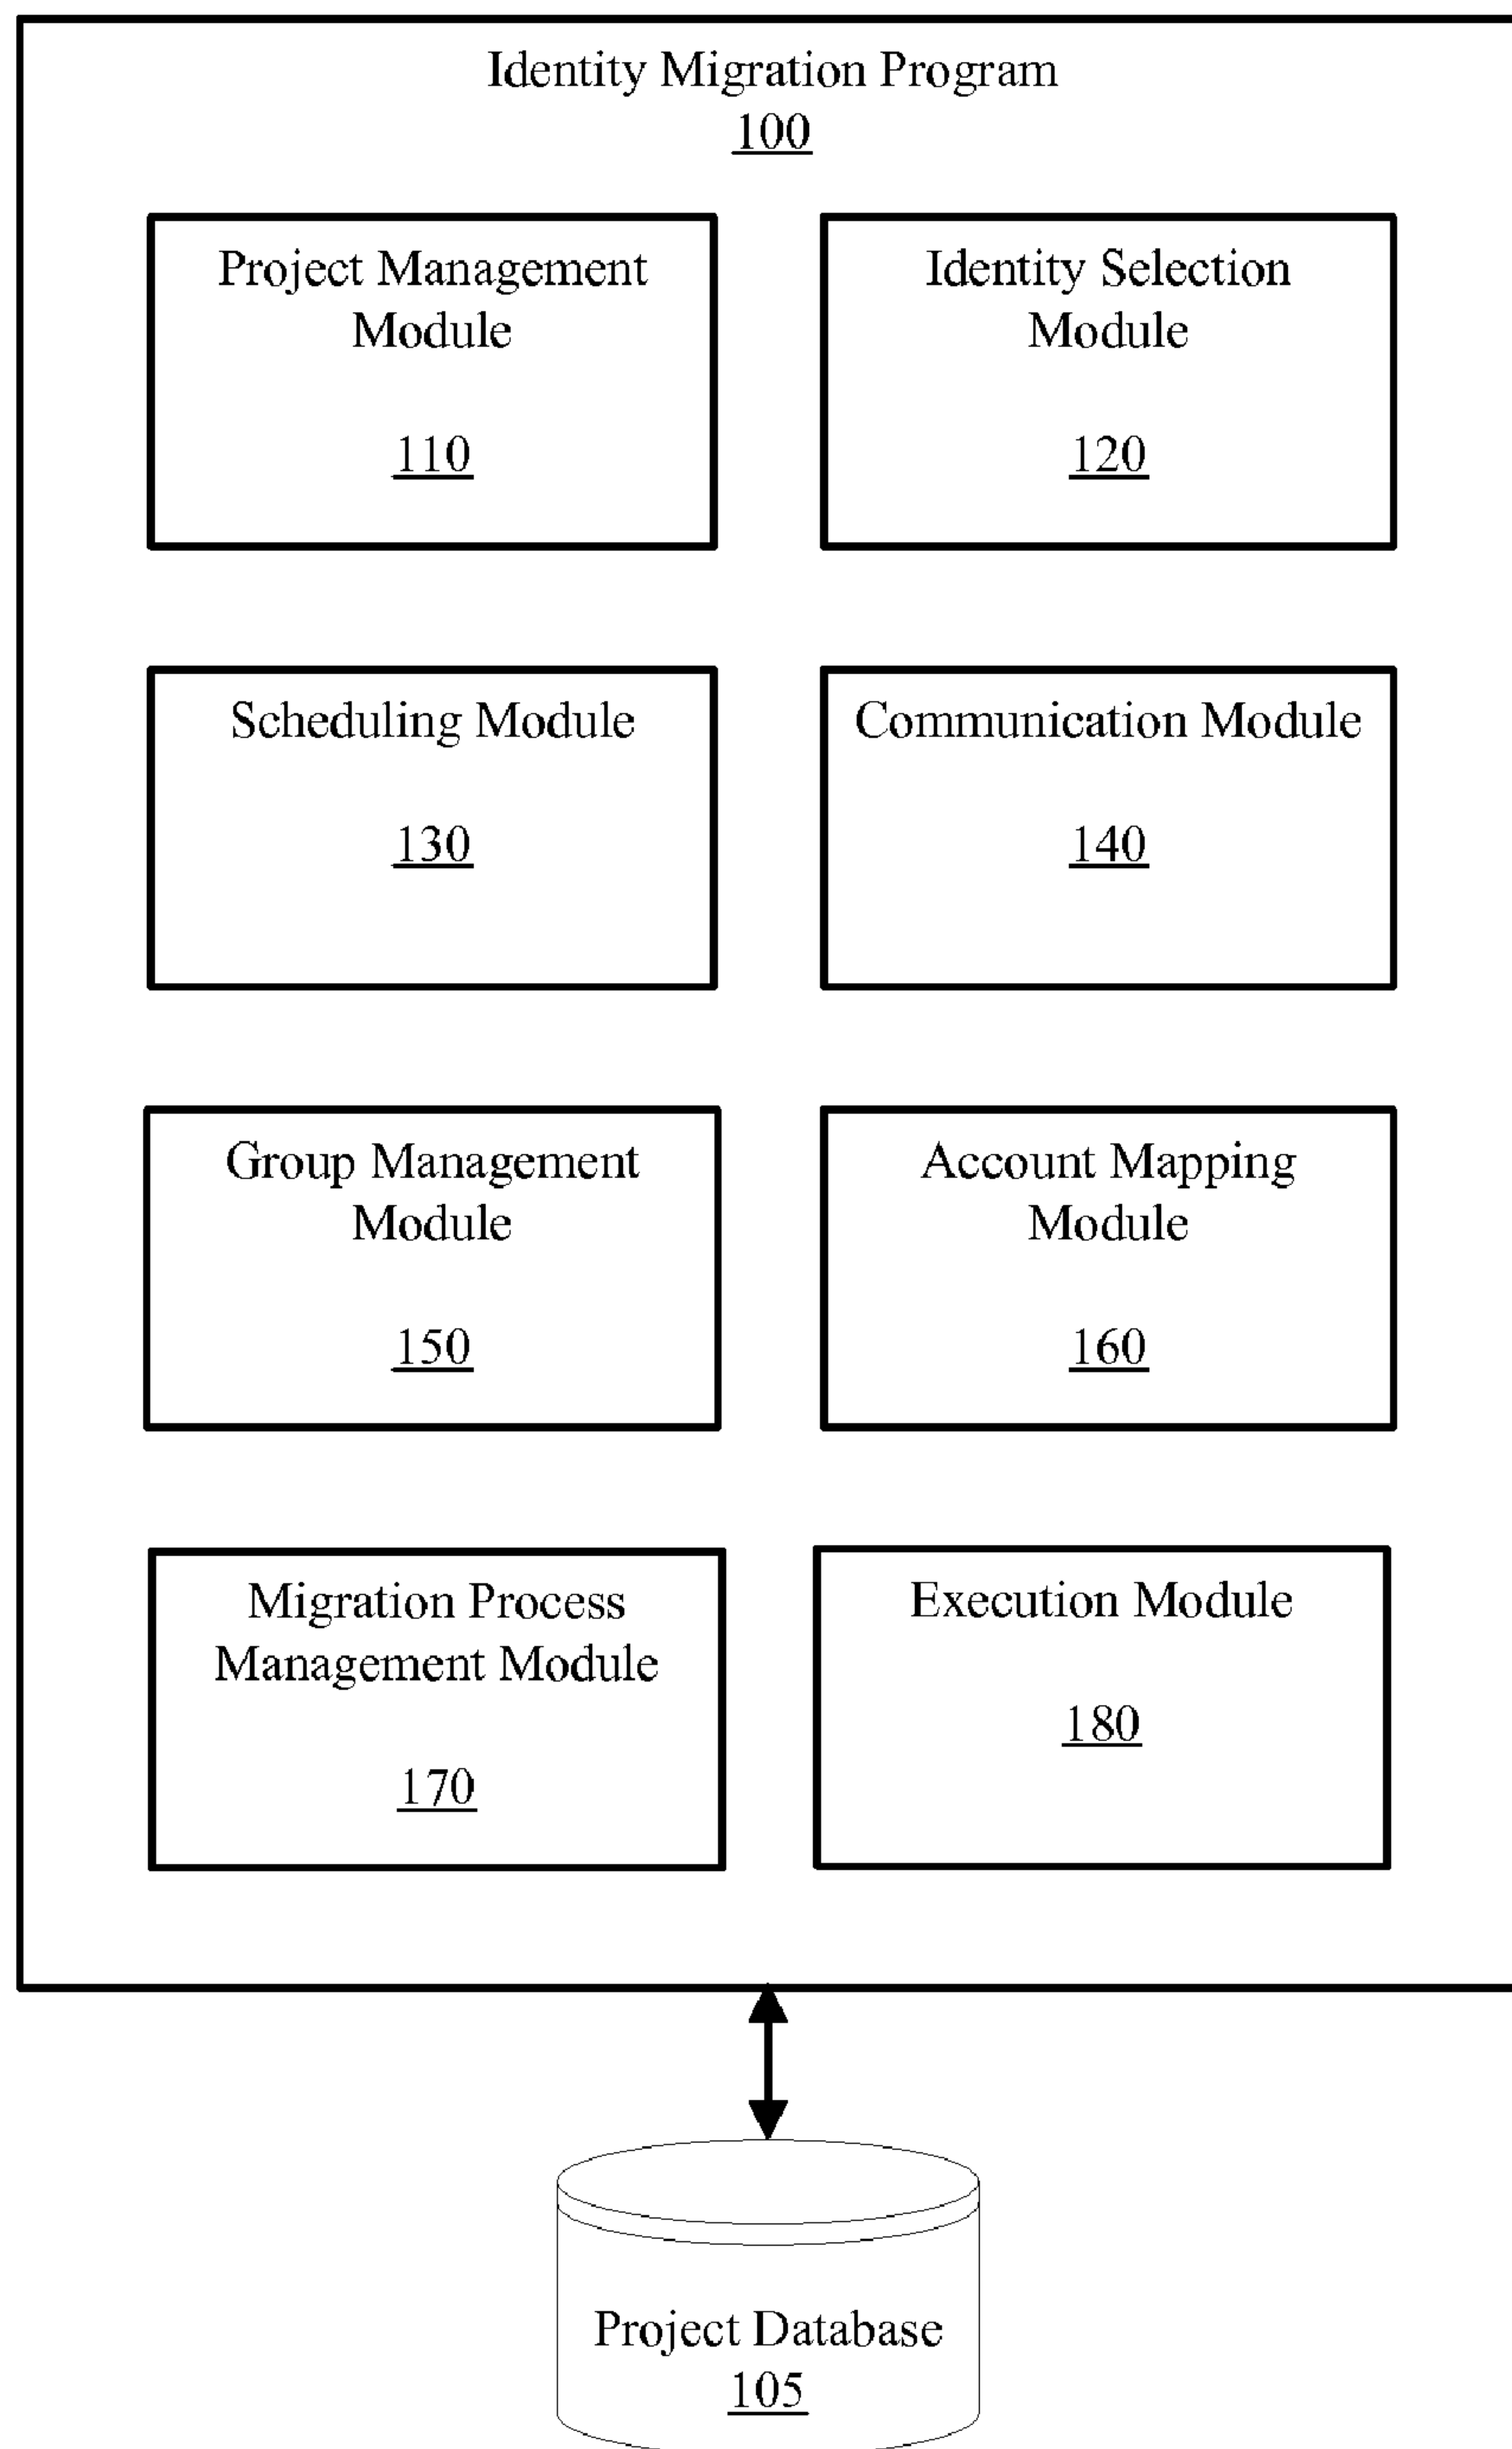 Identity Migration Program
100
Project Management
Module
110
Identity Selection
Module
120
Scheduling Module
130
Communication Module
140
Group Management
Module
150
Account Mapping
Module
160
Migration Process
Management Module
170
Execution Module
180
Project Database
105